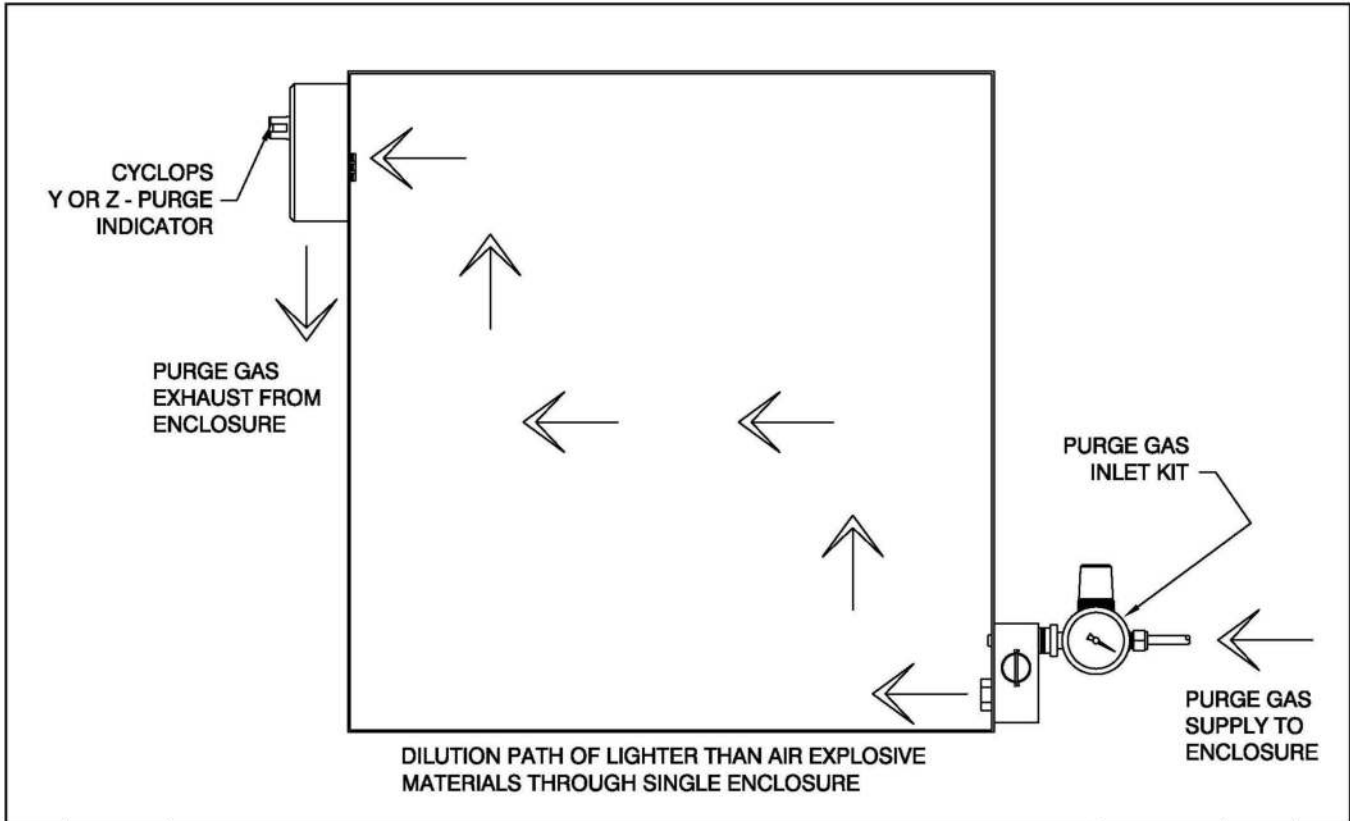 CYCLOPS
Y OR Z - PURGE
INDICATOR
PURGE GAS
EXHAUST FROM
ENCLOSURE
PURGE GAS
INLET KIT
PURGE GAS
SUPPLY TO
ENCLOSURE
DILUTION PATH OF LIGHTER THAN AIR EXPLOSIVE
MATERIALS THROUGH SINGLE ENCLOSURE